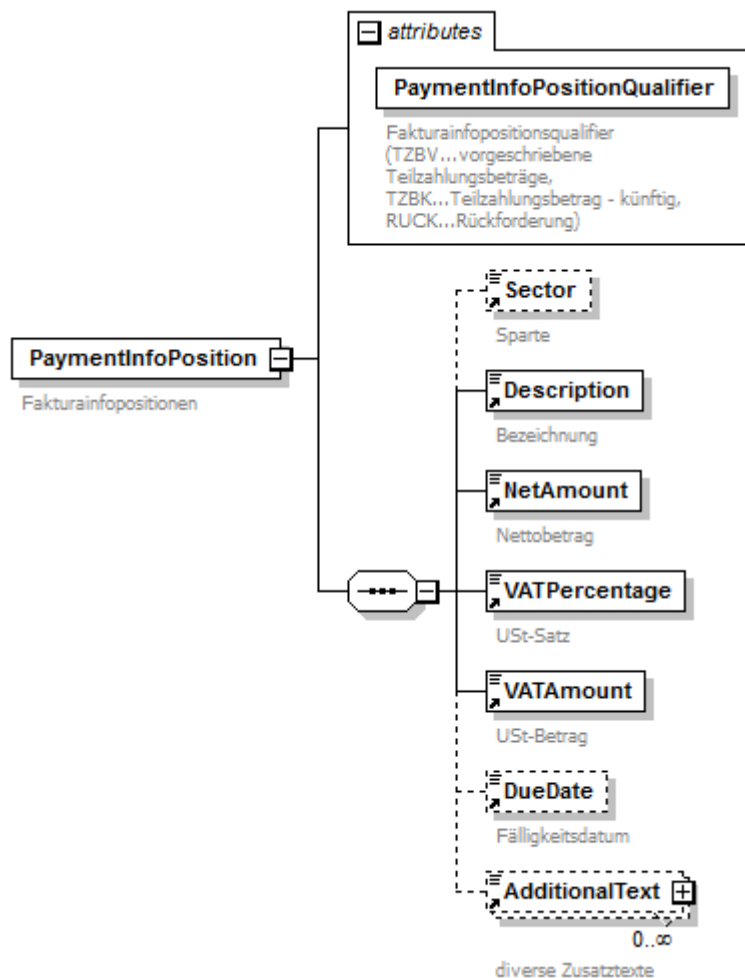 attributes
PaymentInfoPositionQualifier
Fakturainfopositionsqualifier
(TZBV...vorgeschriebene
Teilzahlungsbeträge,
TZBK...Teilzahlungsbetrag - künftig,
RUCK...Rückforderung)
PaymentInfoPosition
Fakturainfopositionen
Sector
Sparte
Description
Bezeichnung
NetAmount
Nettobetrag
VATPercentage
USt-Satz
VATAmount
USt-Betrag
DueDate
Fälligkeitsdatum
AdditionalText
0..∞
diverse Zusatztexte